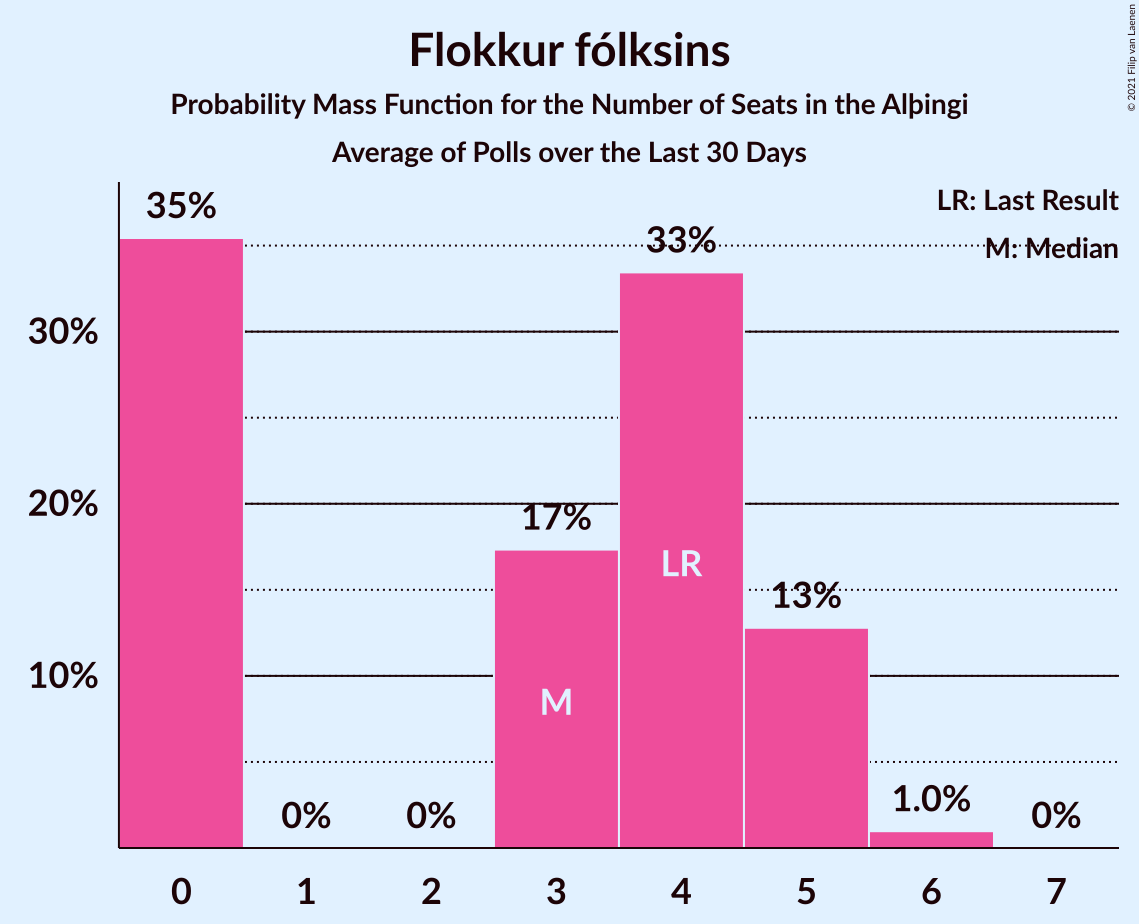 Flokkur fólksins
Probability Mass Function for the Number of Seats in the Alþingi
Average of Polls over the Last 30 Days
© 2021 Filip van Laenen
LR: Last Result
M: Median
35%
0%
0%
17%
33%
13%
1.0%
0%
M
LR
30%
20%
10%
0 1 2 3 4 5 6 7